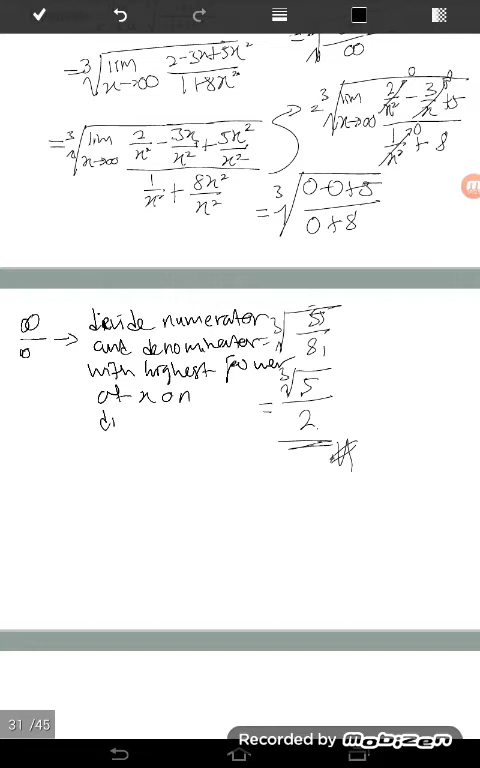 ∞
= ∛(lim x→∞ (2-3x+5x²)/(1+8x²))
= ∛(lim x→∞ (2/x² - 3x/x² + 5x²/x²)/(1/x² + 8x²/x²))
= ∛(lim x→∞ (2/x² - 3/x + 5)/(1/x² + 8))
= ∛((0-0+5)/(0+8))
∞/∞ → divide numerator
and denominator
with highest power
of x on
d
= ∛(5/8)
= ∛5/2
31 /45
Recorded by mobizen